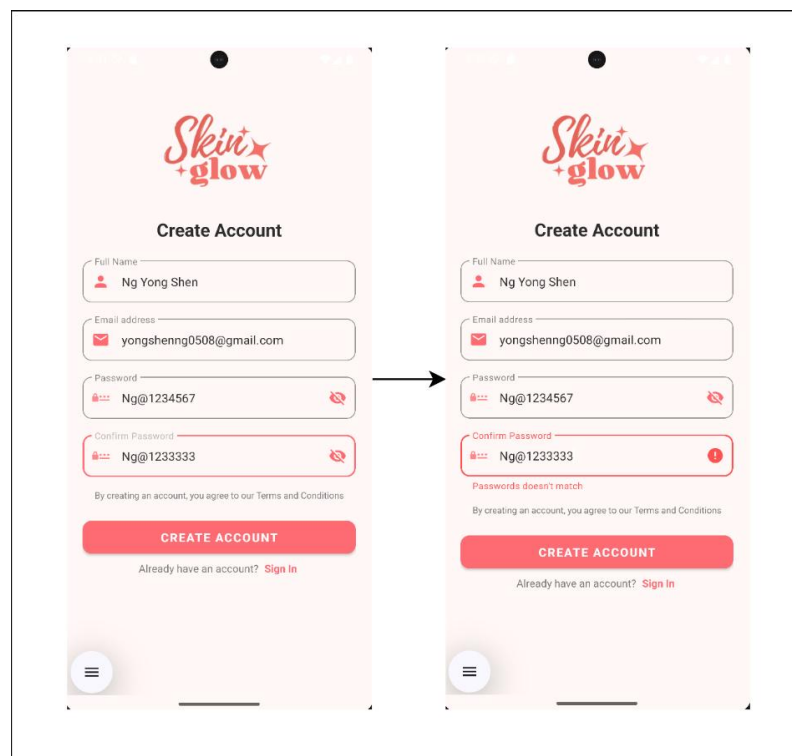 Skin
glow
Create Account
Full Name
Ng Yong Shen
Email address
yongshenng0508@gmail.com
Password
Ng@1234567
Confirm Password
Ng@1233333
By creating an account, you agree to our Terms and Conditions
CREATE ACCOUNT
Already have an account? Sign In
Skin
glow
Create Account
Full Name
Ng Yong Shen
Email address
yongshenng0508@gmail.com
Password
Ng@1234567
Confirm Password
Ng@1233333
Passwords doesn't match
By creating an account, you agree to our Terms and Conditions
CREATE ACCOUNT
Already have an account? Sign In